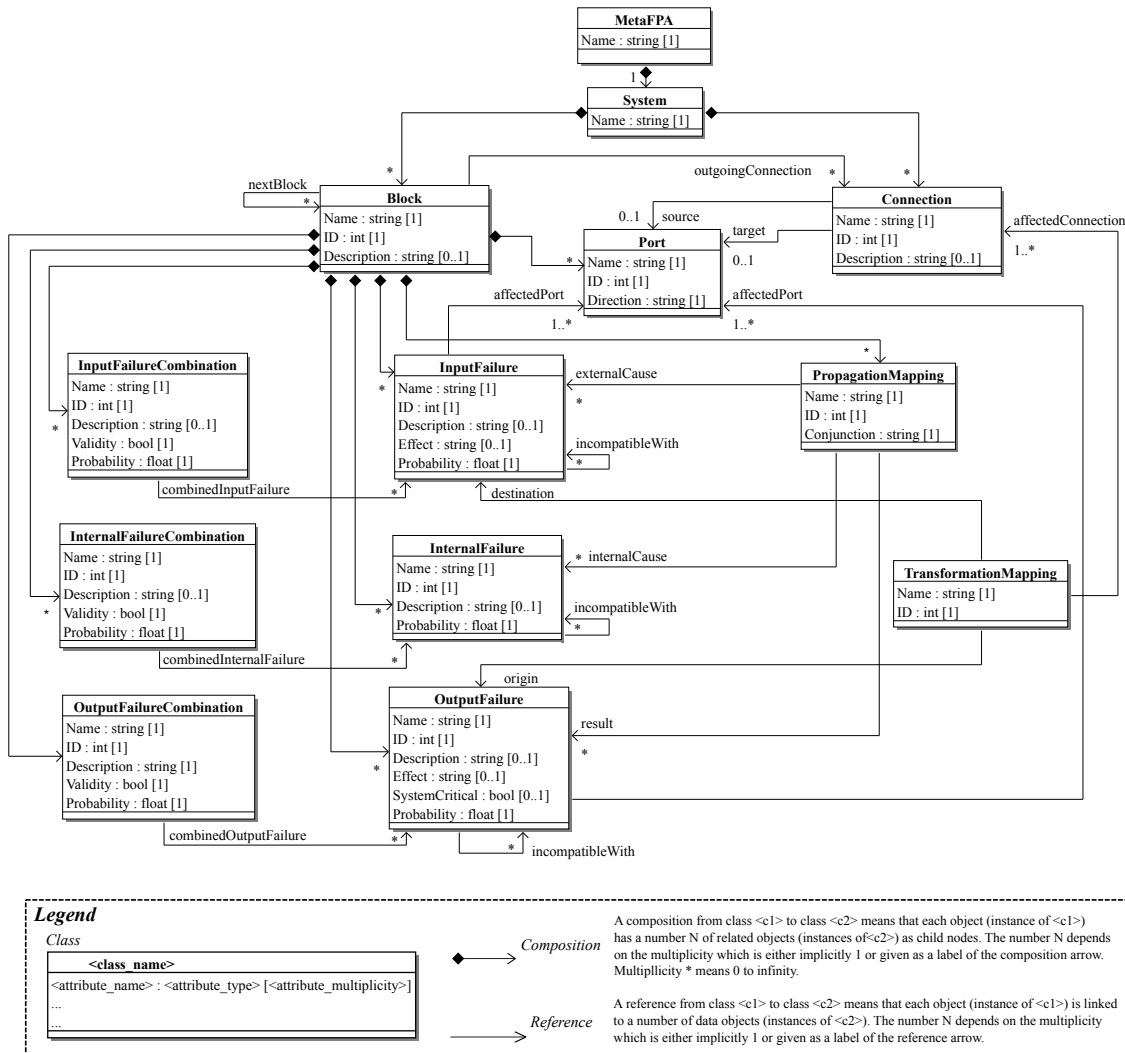 MetaFPA
Name : string [1]
1
System
Name : string [1]
*
*
outgoingConnection
*
nextBlock
*
Block
Name : string [1]
ID : int [1]
Description : string [0..1]
Connection
Name : string [1]
ID : int [1]
Description : string [0..1]
0..1
source
target
0..1
affectedConnection
1..*
*
Port
Name : string [1]
ID : int [1]
Direction : string [1]
affectedPort
1..*
affectedPort
1..*
*
InputFailureCombination
Name : string [1]
ID : int [1]
Description : string [0..1]
Validity : bool [1]
Probability : float [1]
*
combinedInputFailure
*
*
InputFailure
Name : string [1]
ID : int [1]
Description : string [0..1]
Effect : string [0..1]
Probability : float [1]
externalCause
*
incompatibleWith
*
PropagationMapping
Name : string [1]
ID : int [1]
Conjunction : string [1]
destination
InternalFailureCombination
Name : string [1]
ID : int [1]
Description : string [0..1]
Validity : bool [1]
Probability : float [1]
*
combinedInternalFailure
*
*
InternalFailure
Name : string [1]
ID : int [1]
Description : string [0..1]
Probability : float [1]
* internalCause
incompatibleWith
*
TransformationMapping
Name : string [1]
ID : int [1]
origin
OutputFailureCombination
Name : string [1]
ID : int [1]
Description : string [1]
Validity : bool [1]
Probability : float [1]
combinedOutputFailure
*
*
OutputFailure
Name : string [1]
ID : int [1]
Description : string [0..1]
Effect : string [0..1]
SystemCritical : bool [0..1]
Probability : float [1]
result
*
*
incompatibleWith
Legend
Class
<class_name>
<attribute_name> : <attribute_type> [<attribute_multiplicity>]
...
...
Composition
A composition from class <c1> to class <c2> means that each object (instance of <c1>)
has a number N of related objects (instances of<c2>) as child nodes. The number N depends
on the multiplicity which is either implicitly 1 or given as a label of the composition arrow.
Multipllicity * means 0 to infinity.
Reference
A reference from class <c1> to class <c2> means that each object (instance of <c1>) is linked
to a number of data objects (instances of <c2>). The number N depends on the multiplicity
which is either implicitly 1 or given as a label of the reference arrow.